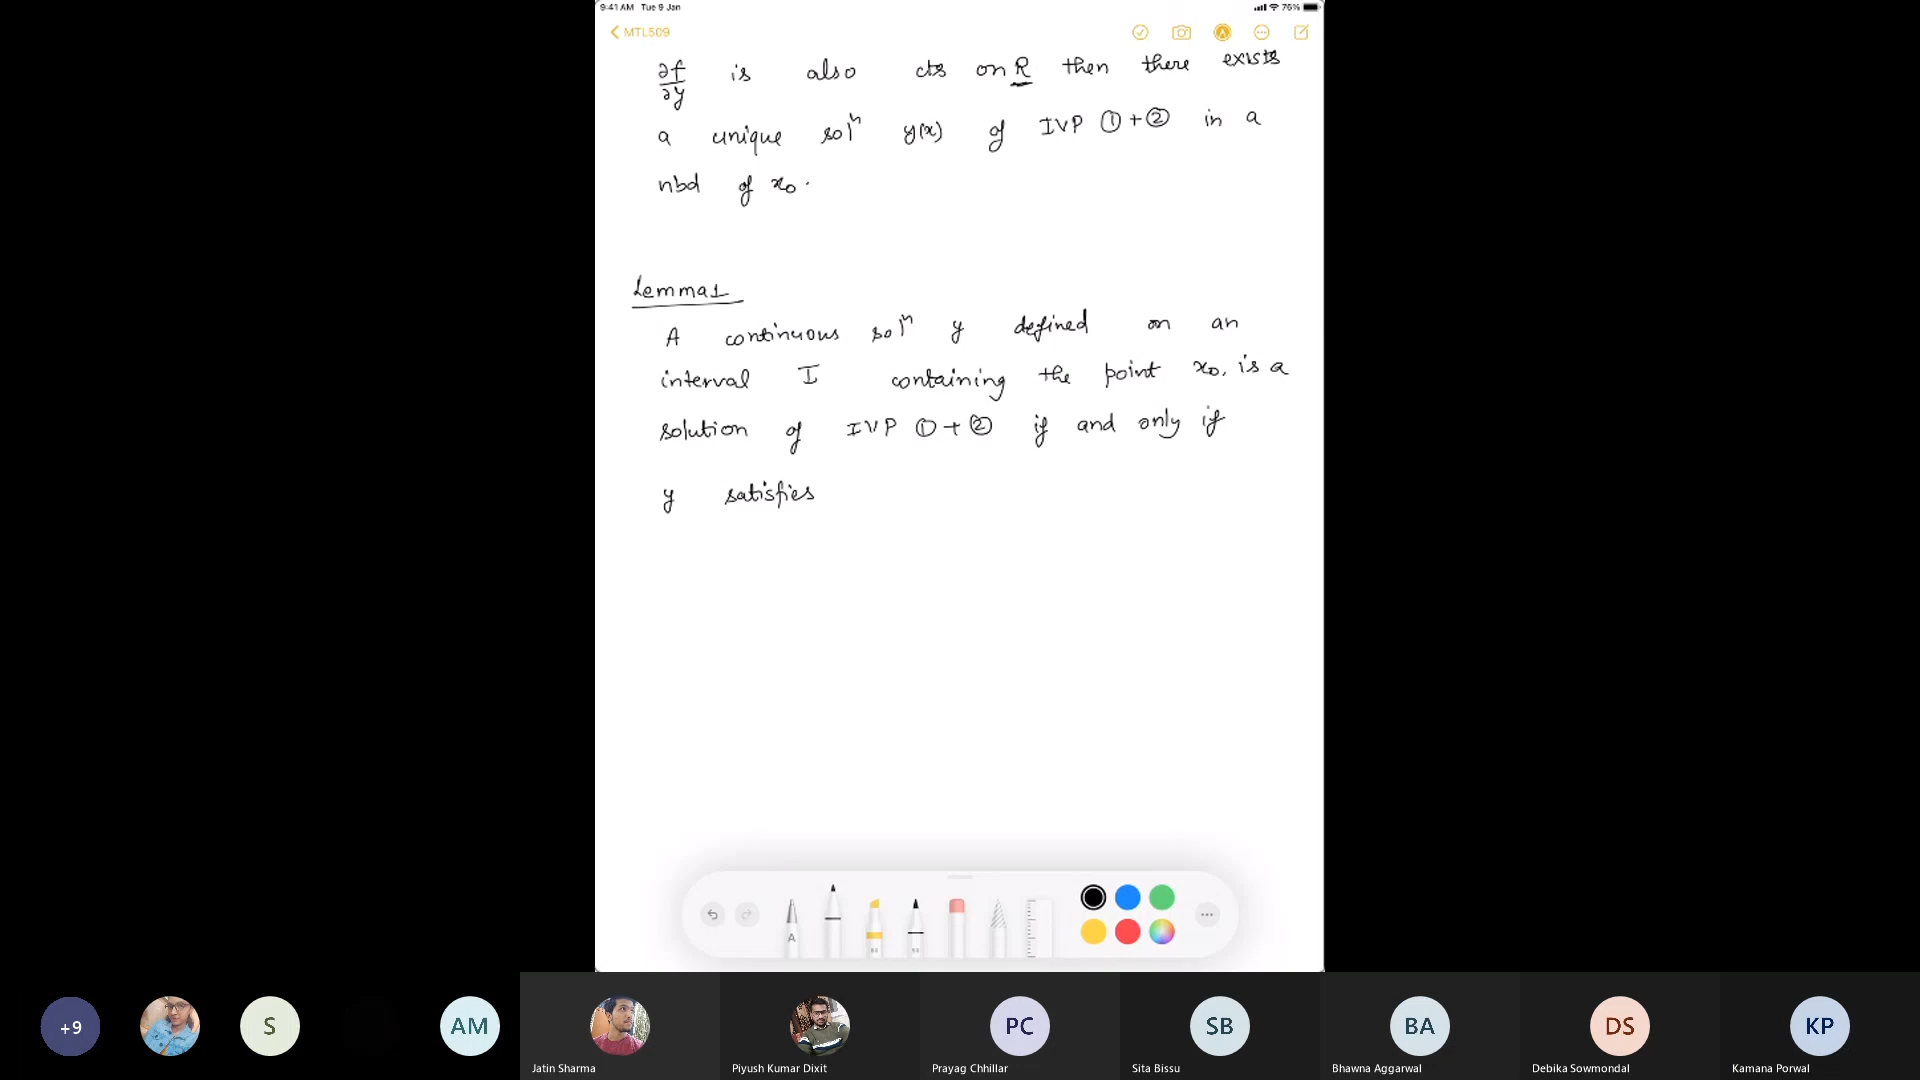 9:41 AM Tue 9 Jan
76%
MTL509
∂f/∂y is also cts on R then there exists
a unique solⁿ y(x) of IVP ①+② in a
nbd of x₀.
Lemma1
A continuous solⁿ y defined on an
interval I containing the point x₀, is a
solution of IVP ①+② if and only if
y satisfies
A
+9
S
AM
PC
SB
BA
DS
KP
Jatin Sharma
Piyush Kumar Dixit
Prayag Chhillar
Sita Bissu
Bhawna Aggarwal
Debika Sowmondal
Kamana Porwal